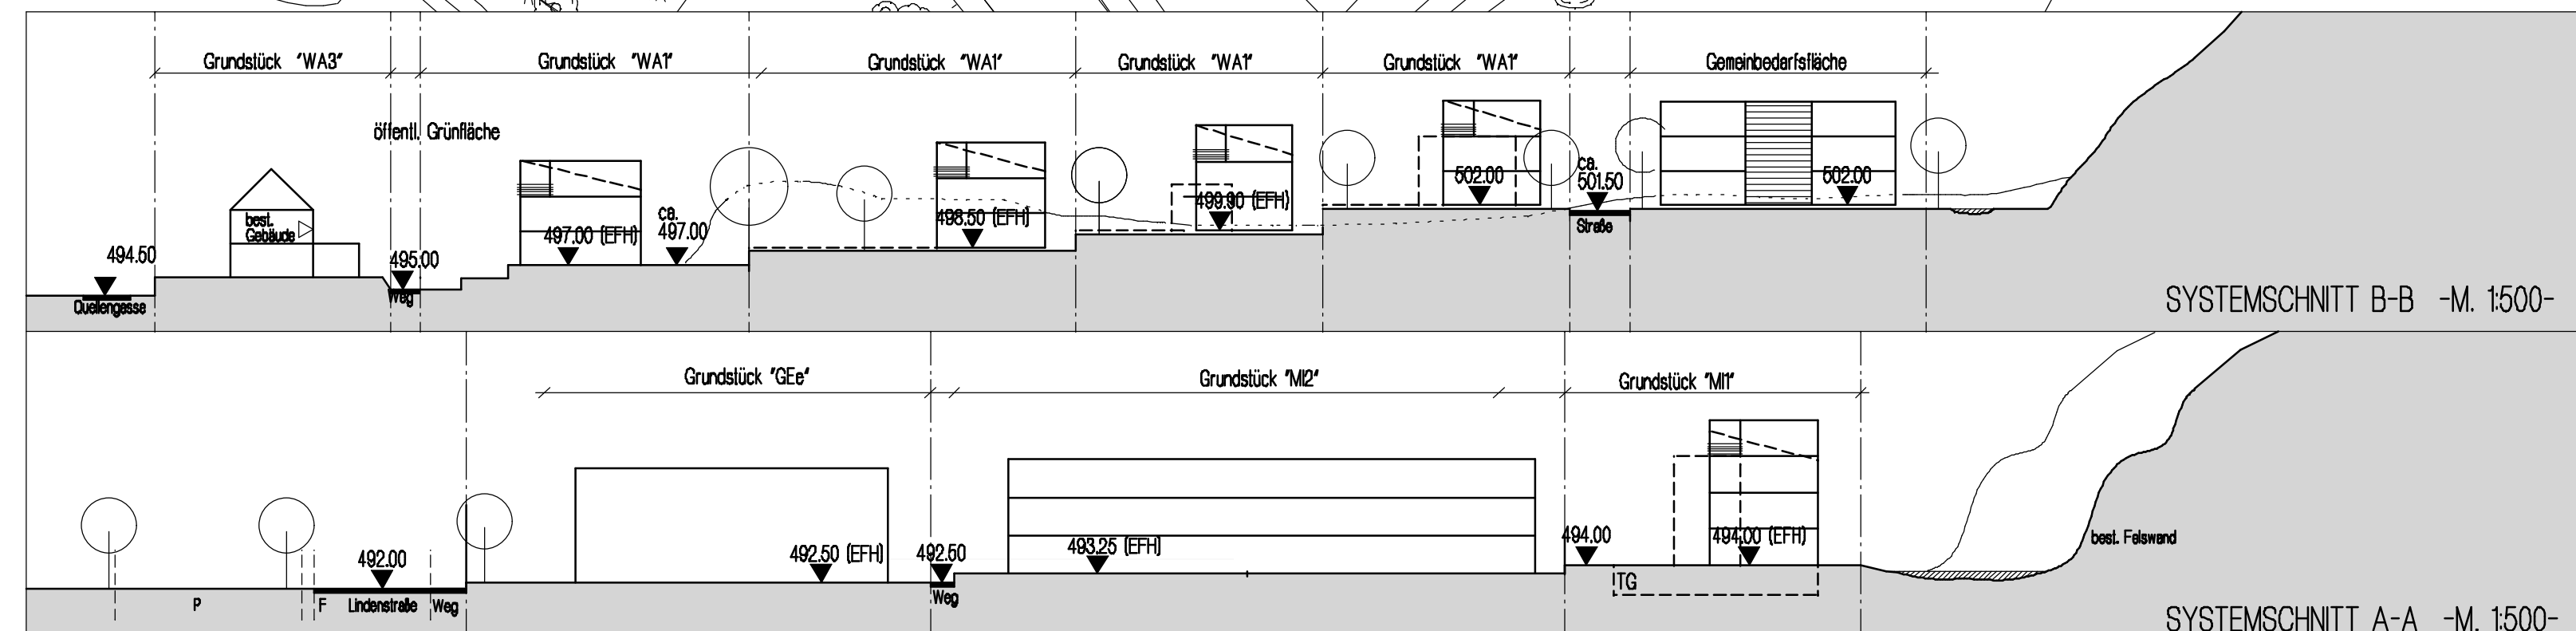 Grundstück "WA3"
Grundstück "WA1"
Grundstück "WA1"
Grundstück "WA1"
Grundstück "WA1"
Gemeinbedarfsfläche
öffentl. Grünfläche
best.
Gebäude
494.50
Quellengasse
495.00
Weg
497.00 (EFH)
ca.
497.00
498.50 (EFH)
499.90 (EFH)
502.00
ca.
501.50
Straße
502.00
SYSTEMSCHNITT B-B -M. 1:500-
Grundstück "GEe"
Grundstück "MI2"
Grundstück "MI1"
492.00
P
F
Lindenstraße
Weg
492.50 (EFH)
492.50
Weg
493.25 (EFH)
494.00
494.00 (EFH)
TG
best. Felswand
SYSTEMSCHNITT A-A -M. 1:500-